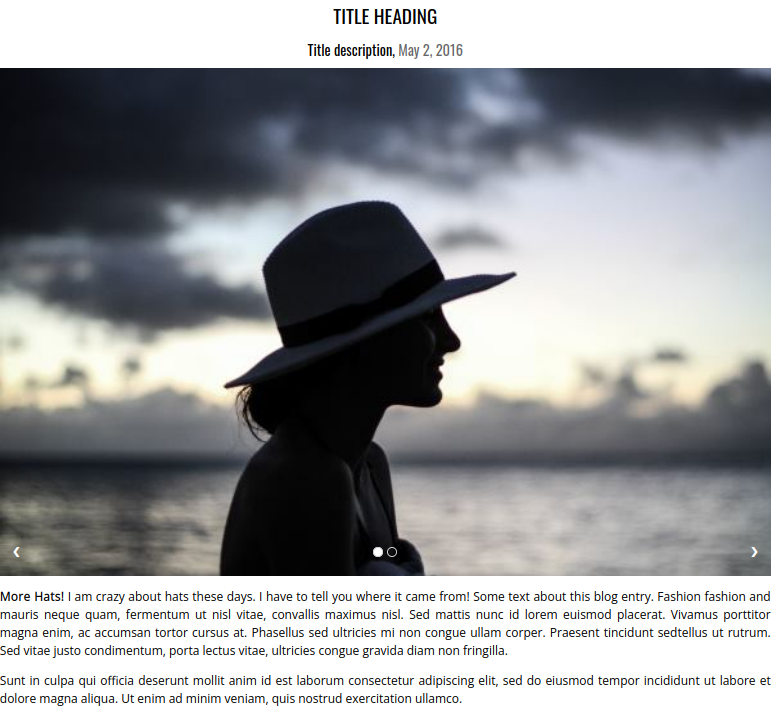 TITLE HEADING
Title description, May 2, 2016
❮ ❯
More Hats! I am crazy about hats these days. I have to tell you where it came from! Some text about this blog entry. Fashion fashion and
mauris neque quam, fermentum ut nisl vitae, convallis maximus nisl. Sed mattis nunc id lorem euismod placerat. Vivamus porttitor
magna enim, ac accumsan tortor cursus at. Phasellus sed ultricies mi non congue ullam corper. Praesent tincidunt sedtellus ut rutrum.
Sed vitae justo condimentum, porta lectus vitae, ultricies congue gravida diam non fringilla.
Sunt in culpa qui officia deserunt mollit anim id est laborum consectetur adipiscing elit, sed do eiusmod tempor incididunt ut labore et
dolore magna aliqua. Ut enim ad minim veniam, quis nostrud exercitation ullamco.